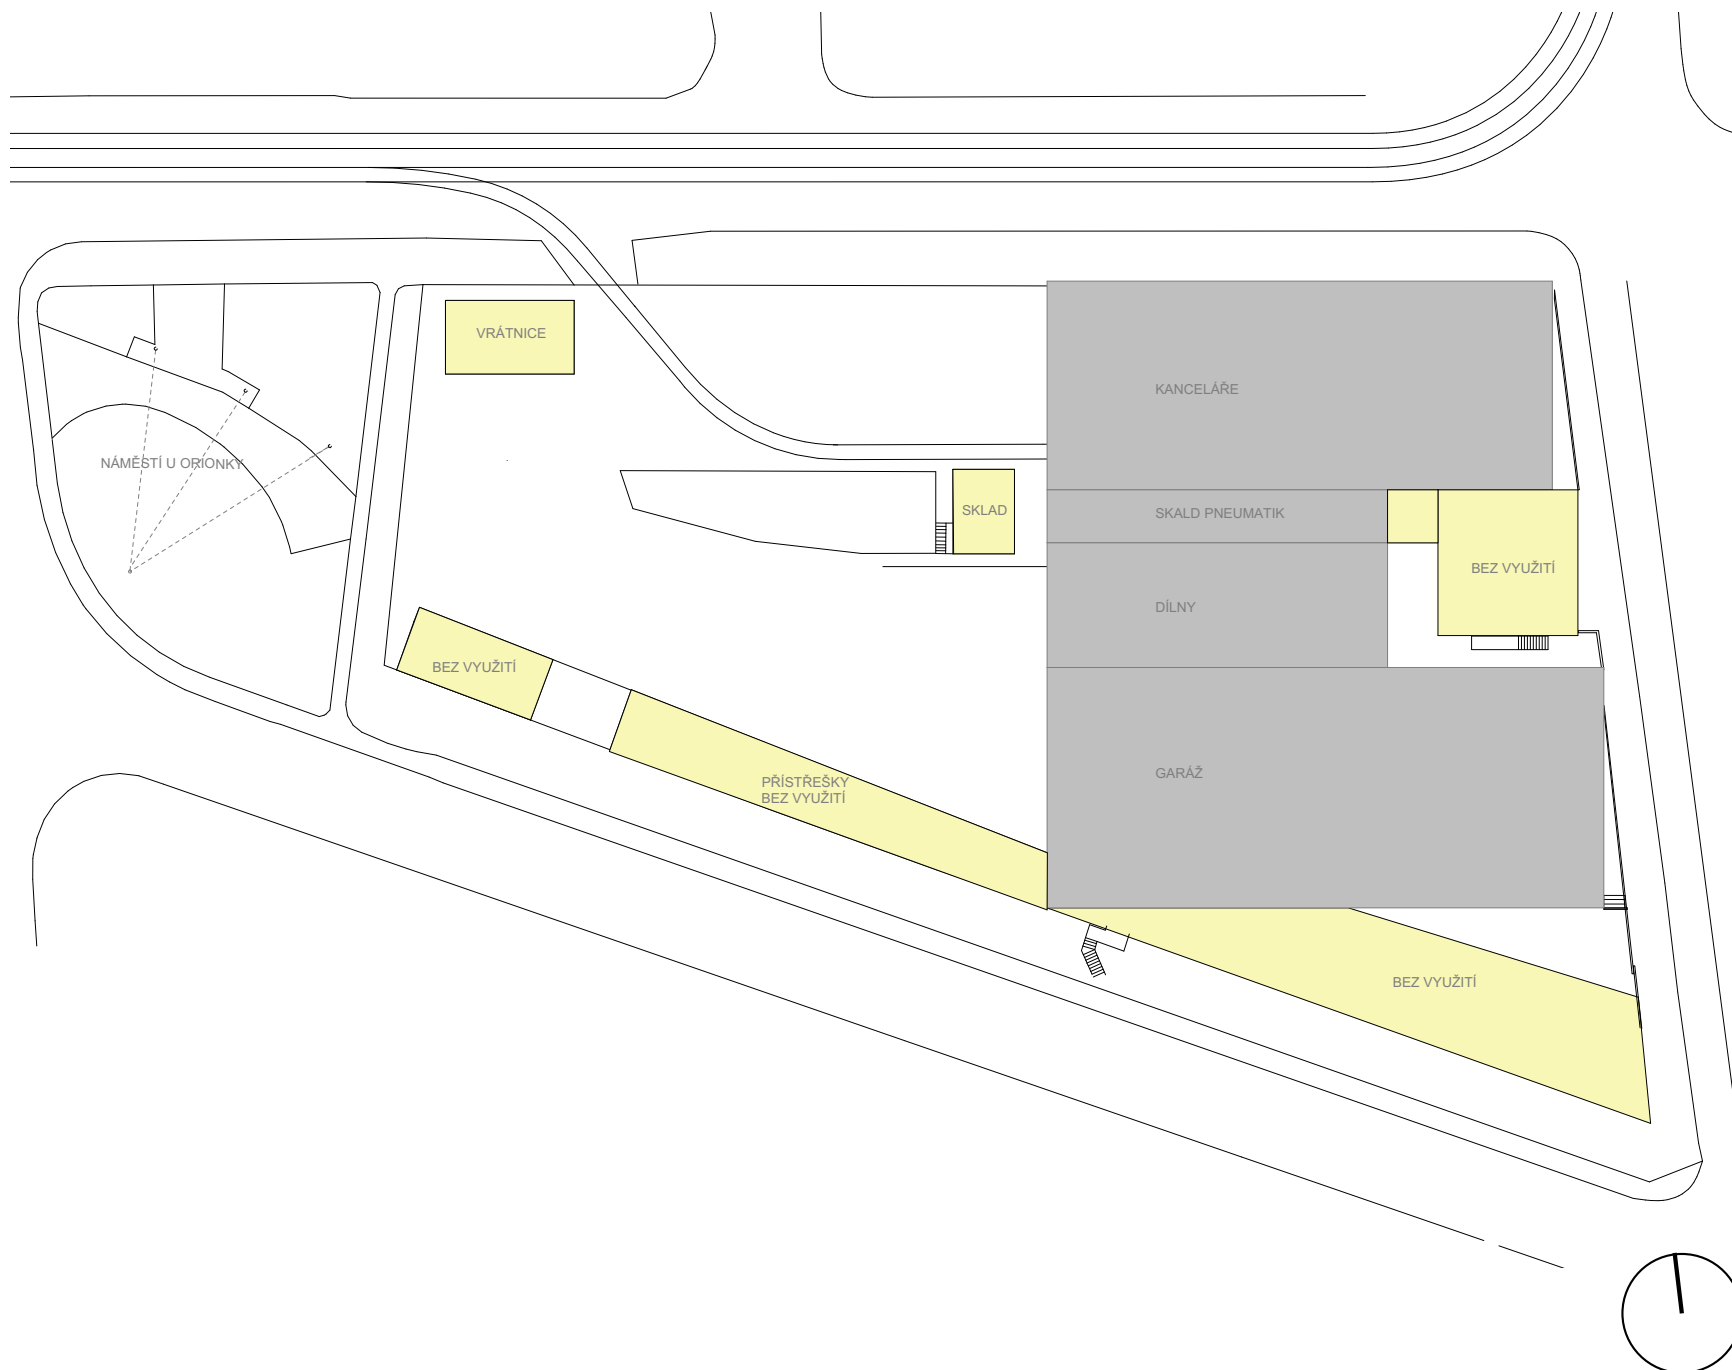 VRÁTNICE
KANCELÁŘE
NÁMĚSTÍ U ORIONKY
SKLAD
SKALD PNEUMATIK
BEZ VYUŽITÍ
DÍLNY
BEZ VYUŽITÍ
PŘÍSTŘEŠKY
BEZ VYUŽITÍ
GARÁŽ
BEZ VYUŽITÍ